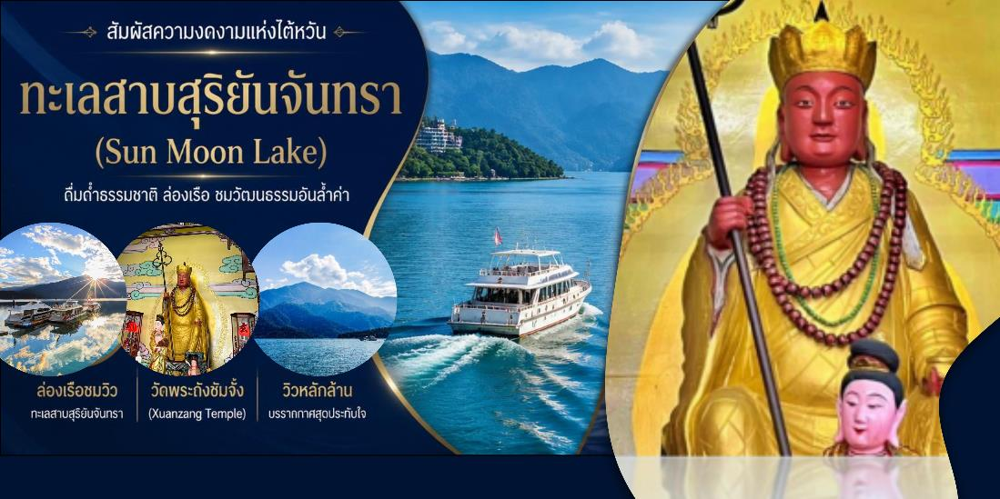 สัมผัสความงดงามแห่งไต้หวัน
ทะเลสาบสุริยันจันทรา
(Sun Moon Lake)
ดื่มด่ำธรรมชาติ ล่องเรือ ชมวัฒนธรรมอันล้ำค่า
ล่องเรือชมวิว
ทะเลสาบสุริยันจันทรา
วัดพระถังซัมจั๋ง
(Xuanzang Temple)
วิวหลักล้าน
บรรยากาศสุดประทับใจ